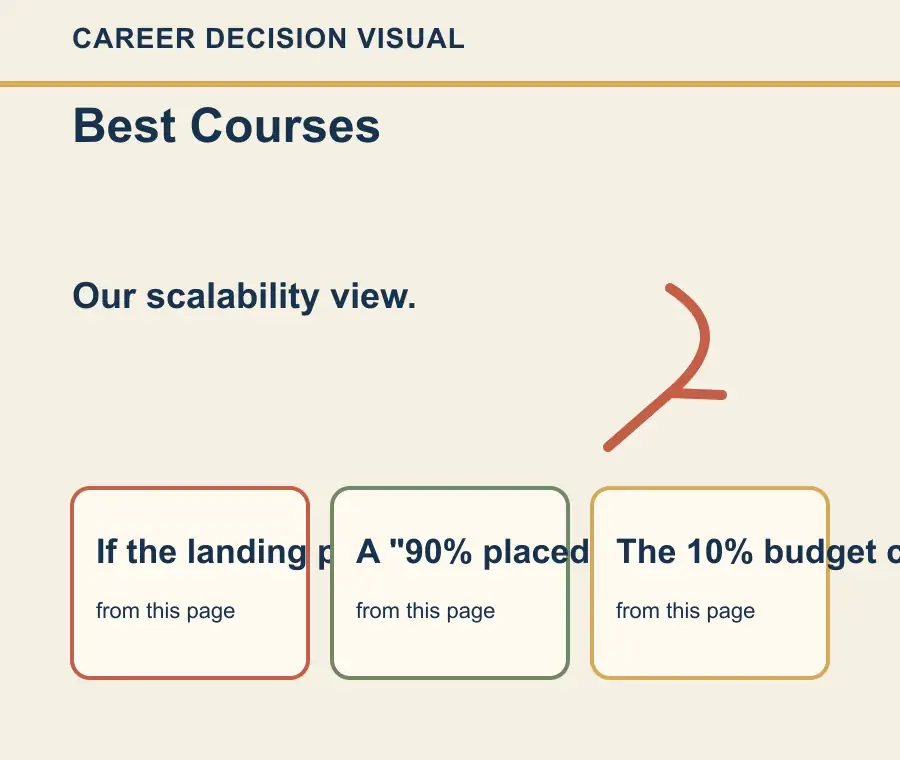 CAREER DECISION VISUAL
Best Courses
Our scalability view.
If the landing p
A "90% placed
The 10% budget c
from this page
from this page
from this page